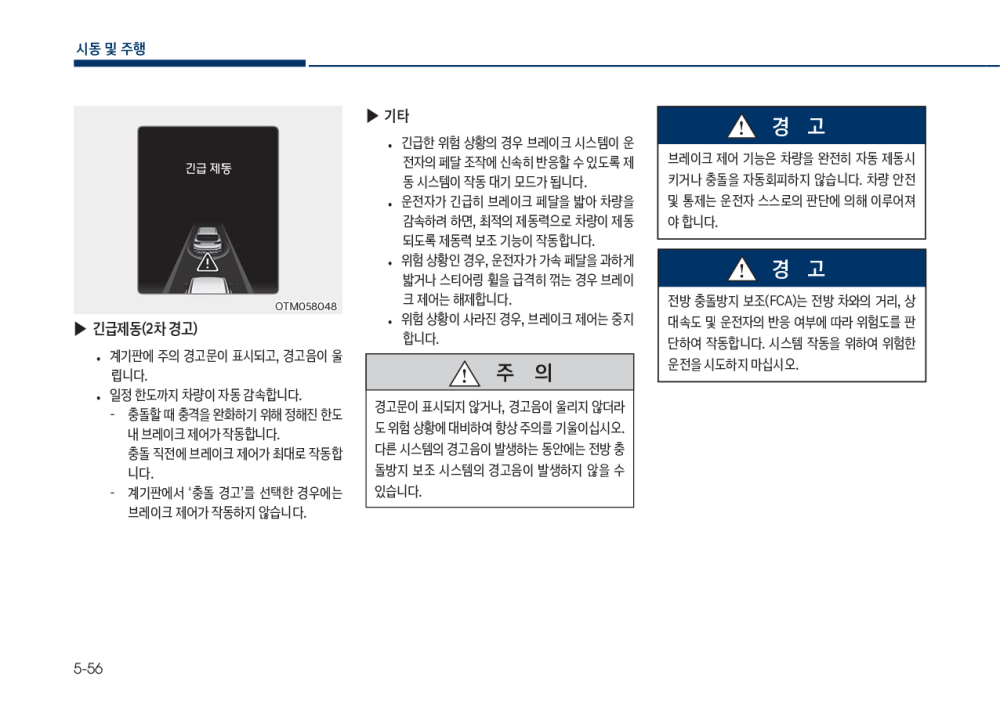 시동 및 주행
긴급 제동
OTM058048
▶ 긴급제동(2차 경고)
• 계기판에 주의 경고문이 표시되고, 경고음이 울
립니다.
• 일정 한도까지 차량이 자동 감속합니다.
- 충돌할 때 충격을 완화하기 위해 정해진 한도
내 브레이크 제어가 작동합니다.
충돌 직전에 브레이크 제어가 최대로 작동합
니다.
- 계기판에서 ‘충돌 경고’를 선택한 경우에는
브레이크 제어가 작동하지 않습니다.
▶ 기타
• 긴급한 위험 상황의 경우 브레이크 시스템이 운
전자의 페달 조작에 신속히 반응할 수 있도록 제
동 시스템이 작동 대기 모드가 됩니다.
• 운전자가 긴급히 브레이크 페달을 밟아 차량을
감속하려 하면, 최적의 제동력으로 차량이 제동
되도록 제동력 보조 기능이 작동합니다.
• 위험 상황인 경우, 운전자가 가속 페달을 과하게
밟거나 스티어링 휠을 급격히 꺾는 경우 브레이
크 제어는 해제합니다.
• 위험 상황이 사라진 경우, 브레이크 제어는 중지
합니다.
주 의
경고문이 표시되지 않거나, 경고음이 울리지 않더라
도 위험 상황에 대비하여 항상 주의를 기울이십시오.
다른 시스템의 경고음이 발생하는 동안에는 전방 충
돌방지 보조 시스템의 경고음이 발생하지 않을 수
있습니다.
경 고
브레이크 제어 기능은 차량을 완전히 자동 제동시
키거나 충돌을 자동회피하지 않습니다. 차량 안전
및 통제는 운전자 스스로의 판단에 의해 이루어져
야 합니다.
경 고
전방 충돌방지 보조(FCA)는 전방 차와의 거리, 상
대속도 및 운전자의 반응 여부에 따라 위험도를 판
단하여 작동합니다. 시스템 작동을 위하여 위험한
운전을 시도하지 마십시오.
5-56